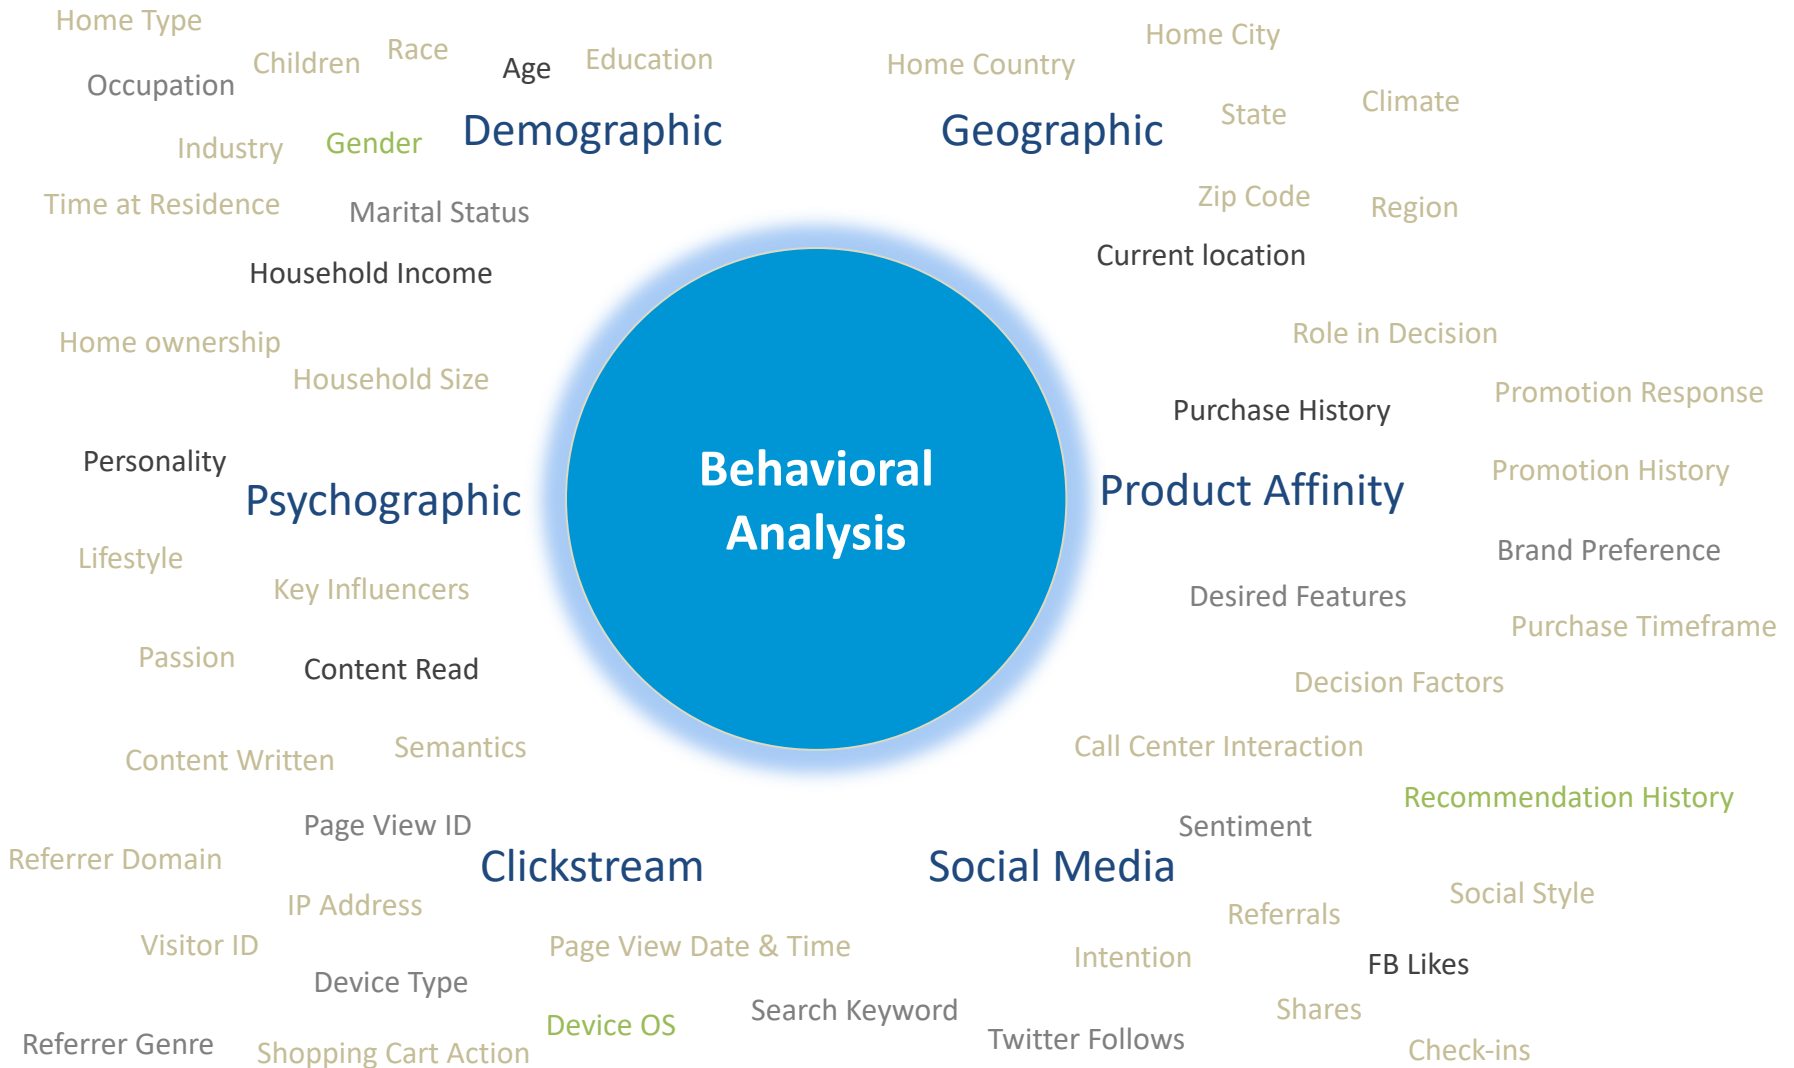 Home Type
Home City
Race
Children
Education
Age
Home Country
Occupation
Climate
State
Demographic
Geographic
Gender
Industry
Zip Code
Time at Residence
Region
Marital Status
Current location
Household Income
Role in Decision
Home ownership
Household Size
Promotion Response
Purchase History
Personality
Behavioral
Analysis
Promotion History
Product Affinity
Psychographic
Brand Preference
Lifestyle
Key Influencers
Desired Features
Purchase Timeframe
Passion
Content Read
Decision Factors
Call Center Interaction
Semantics
Content Written
Recommendation History
Page View ID
Sentiment
Referrer Domain
Clickstream
Social Media
Social Style
IP Address
Referrals
Visitor ID
Page View Date & Time
Intention
FB Likes
Device Type
Search Keyword
Shares
Device OS
Twitter Follows
Referrer Genre
Shopping Cart Action
Check-ins